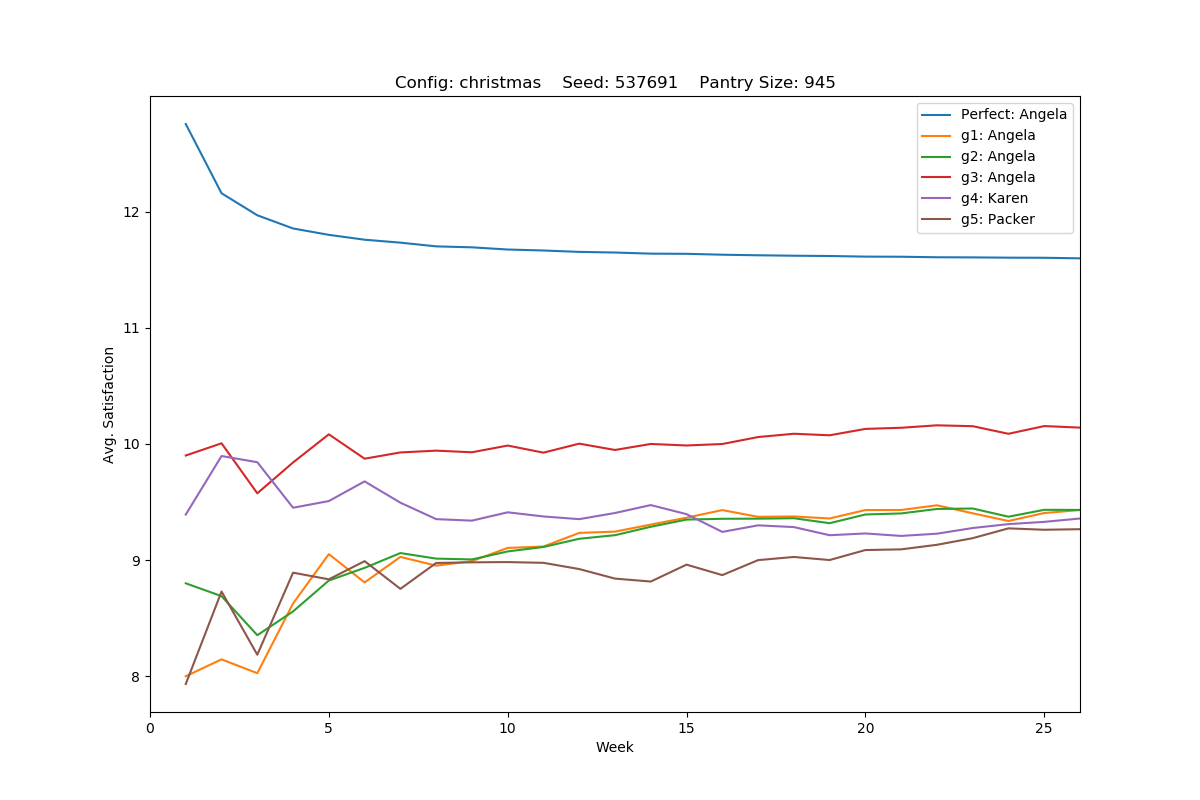 Config: christmas    Seed: 537691    Pantry Size: 945
Perfect: Angela
g1: Angela
g2: Angela
g3: Angela
g4: Karen
g5: Packer
12
11
10
9
8
Avg. Satisfaction
0 5 10 15 20 25
Week